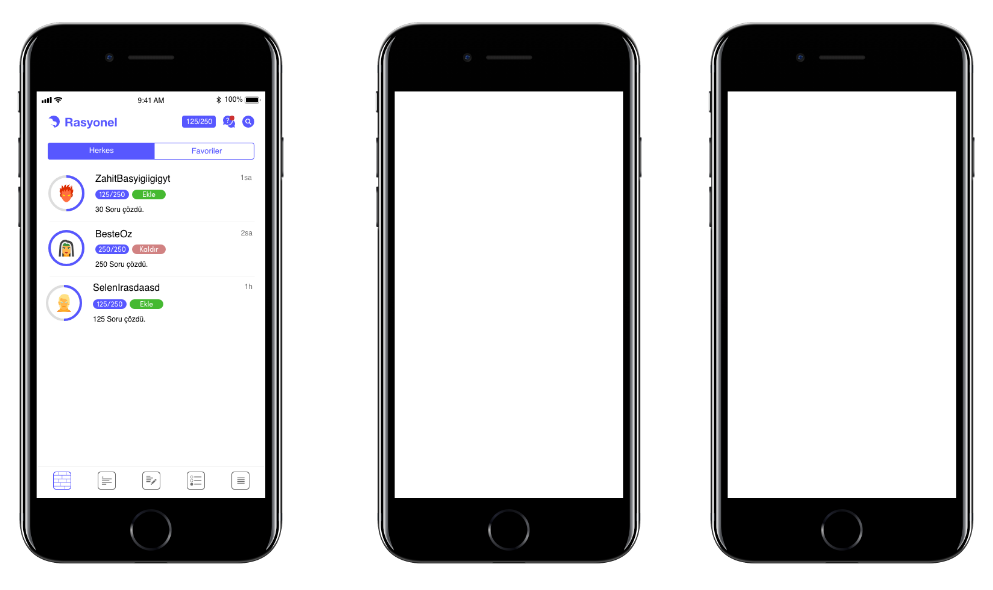 9:41 AM
100%
Rasyonel
125/250
Herkes
Favoriler
ZahitBasyigiigigyt
1sa
125/250
Ekle
30 Soru çözdü.
BesteOz
2sa
250/250
Kaldır
250 Soru çözdü.
SelenIrasdaasd
1h
125/250
Ekle
125 Soru çözdü.